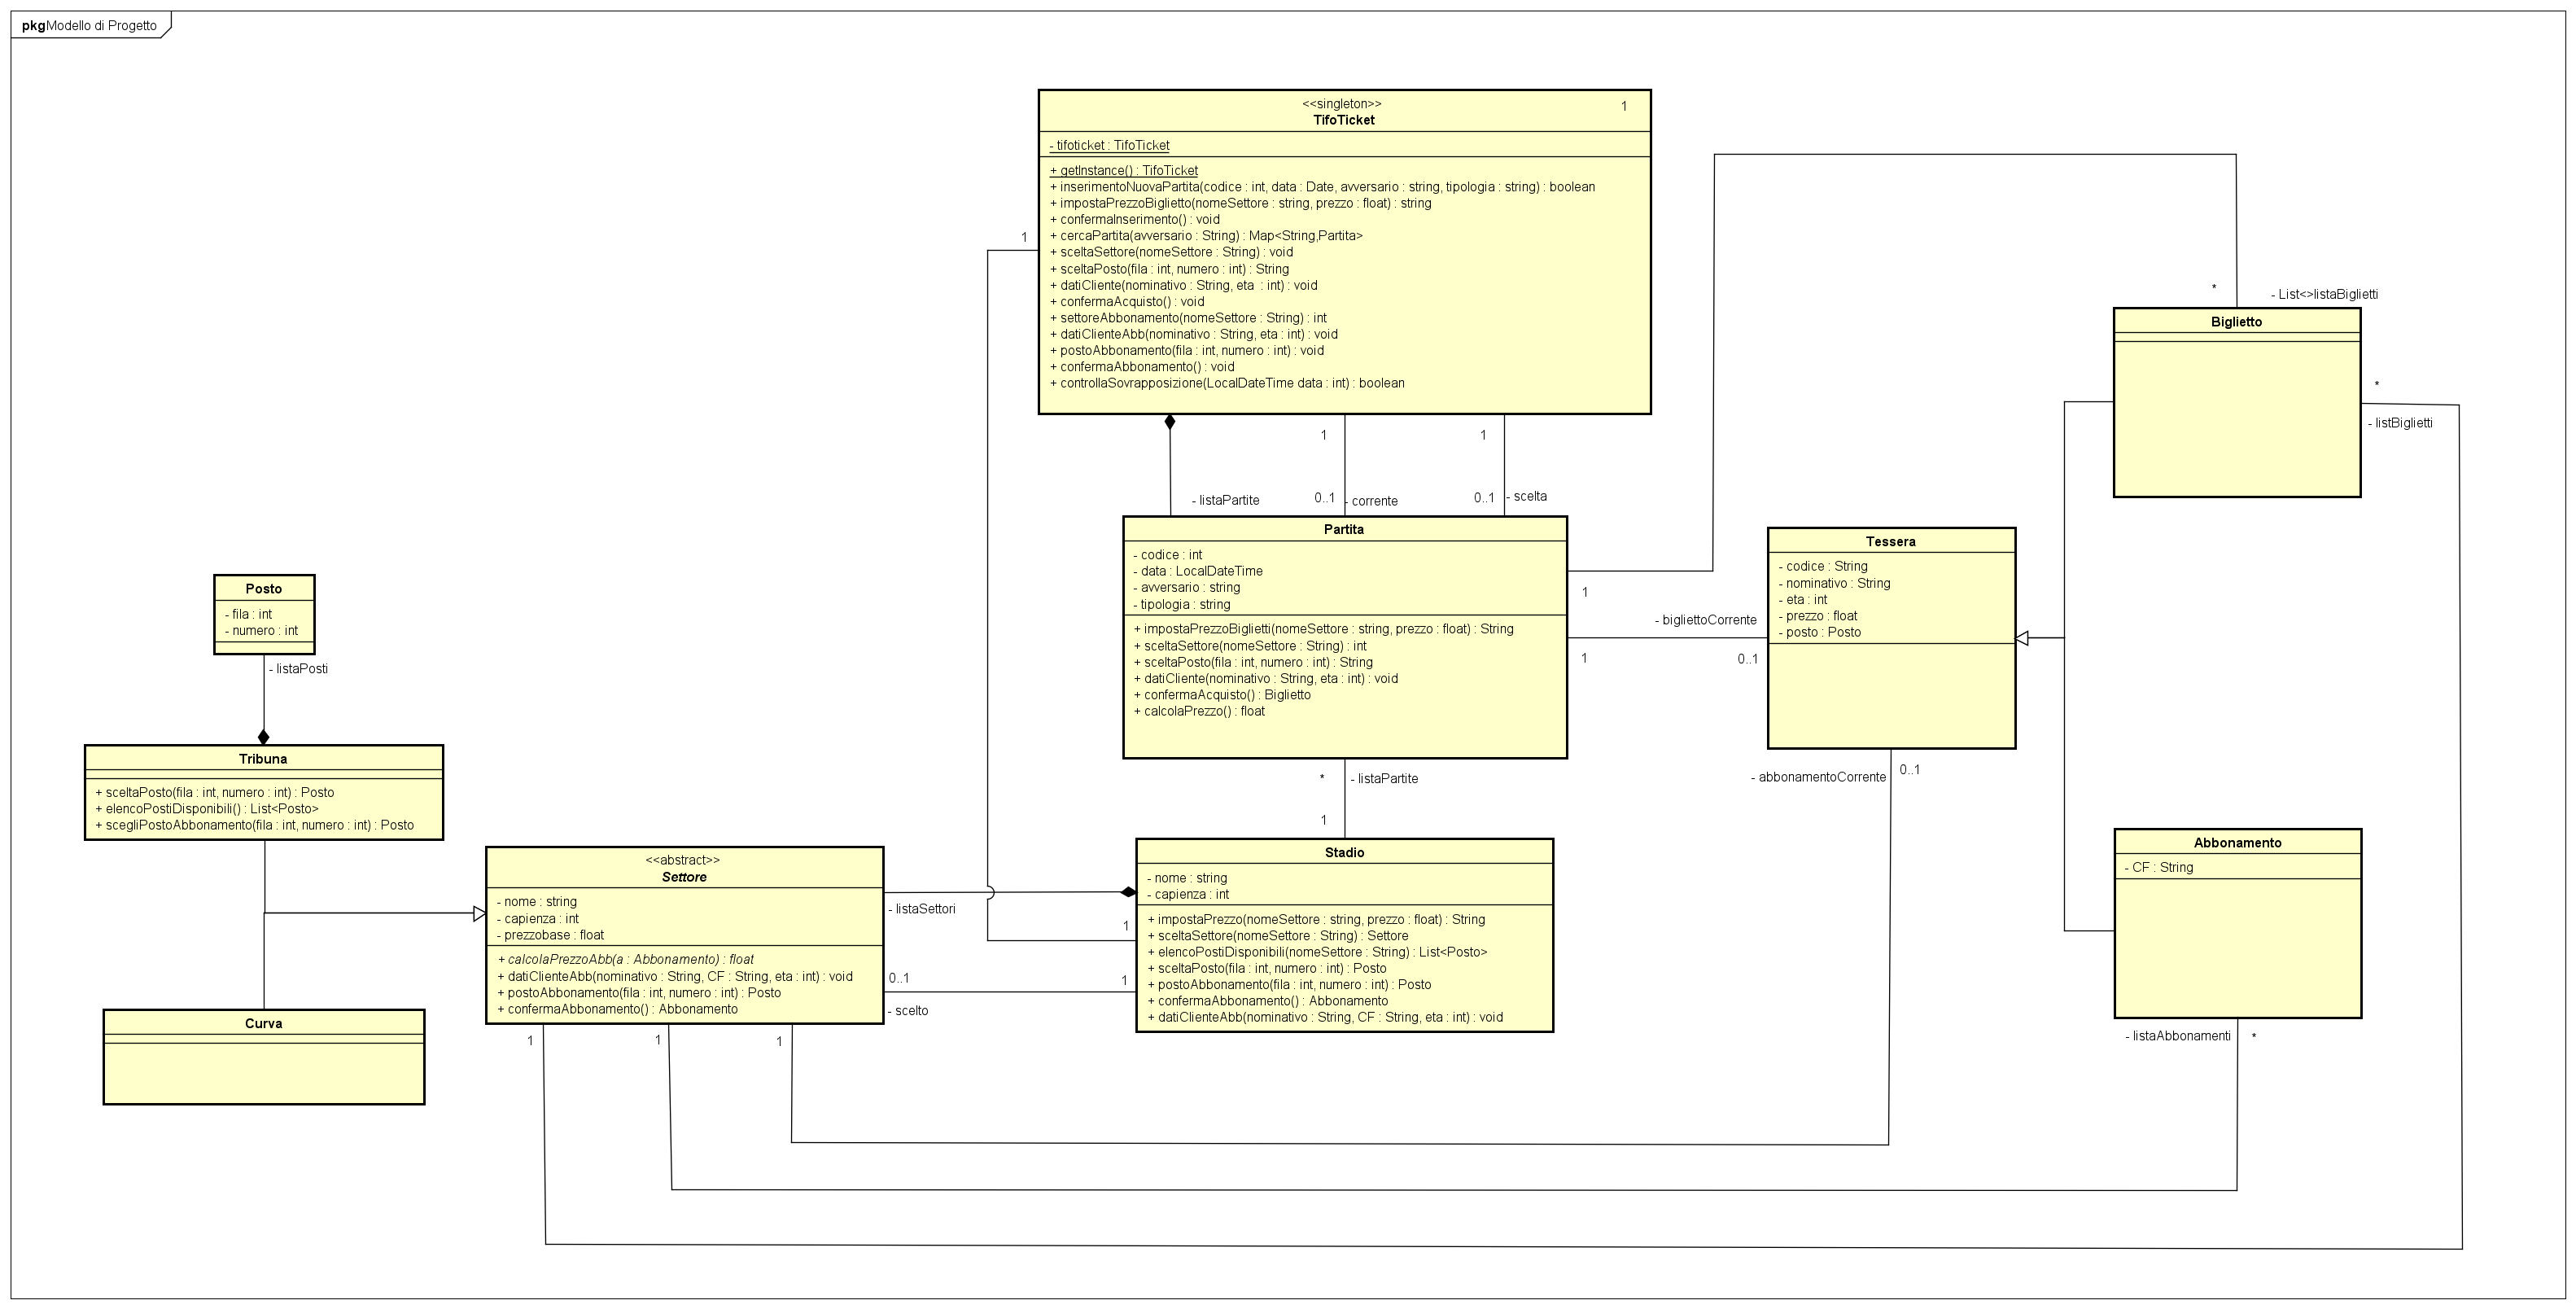 pkg Modello di Progetto
<<singleton>>
1
TifoTicket
- tifoticket : TifoTicket
+ getInstance() : TifoTicket
+ inserimentoNuovaPartita(codice : int, data : Date, avversario : string, tipologia : string) : boolean
+ impostaPrezzoBiglietto(nomeSettore : string, prezzo : float) : string
+ confermaInserimento() : void
+ cercaPartita(avversario : String) : Map<String,Partita>
+ sceltaSettore(nomeSettore : String) : void
+ sceltaPosto(fila : int, numero : int) : String
+ datiCliente(nominativo : String, eta  : int) : void
+ confermaAcquisto() : void
+ settoreAbbonamento(nomeSettore : String) : int
+ datiClienteAbb(nominativo : String, eta : int) : void
+ postoAbbonamento(fila : int, numero : int) : void
+ confermaAbbonamento() : void
+ controllaSovrapposizione(LocalDateTime data : int) : boolean
1
1
1
- listaPartite
0..1
- corrente
0..1
- scelta
*
- List<>listaBiglietti
Biglietto
*
- listBiglietti
Partita
- codice : int
- data : LocalDateTime
- avversario : string
- tipologia : string
+ impostaPrezzoBiglietti(nomeSettore : string, prezzo : float) : String
+ sceltaSettore(nomeSettore : String) : int
+ sceltaPosto(fila : int, numero : int) : String
+ datiCliente(nominativo : String, eta : int) : void
+ confermaAcquisto() : Biglietto
+ calcolaPrezzo() : float
1
- bigliettoCorrente
1
0..1
Tessera
- codice : String
- nominativo : String
- eta : int
- prezzo : float
- posto : Posto
- abbonamentoCorrente
0..1
Posto
- fila : int
- numero : int
- listaPosti
Tribuna
+ sceltaPosto(fila : int, numero : int) : Posto
+ elencoPostiDisponibili() : List<Posto>
+ scegliPostoAbbonamento(fila : int, numero : int) : Posto
*
- listaPartite
1
<<abstract>>
Settore
- nome : string
- capienza : int
- prezzobase : float
+ calcolaPrezzoAbb(a : Abbonamento) : float
+ datiClienteAbb(nominativo : String, CF : String, eta : int) : void
+ postoAbbonamento(fila : int, numero : int) : Posto
+ confermaAbbonamento() : Abbonamento
- listaSettori
1
0..1
1
- scelto
Stadio
- nome : string
- capienza : int
+ impostaPrezzo(nomeSettore : string, prezzo : float) : String
+ sceltaSettore(nomeSettore : String) : Settore
+ elencoPostiDisponibili(nomeSettore : String) : List<Posto>
+ sceltaPosto(fila : int, numero : int) : Posto
+ postoAbbonamento(fila : int, numero : int) : Posto
+ confermaAbbonamento() : Abbonamento
+ datiClienteAbb(nominativo : String, CF : String, eta : int) : void
Abbonamento
- CF : String
- listaAbbonamenti
*
Curva
1
1
1